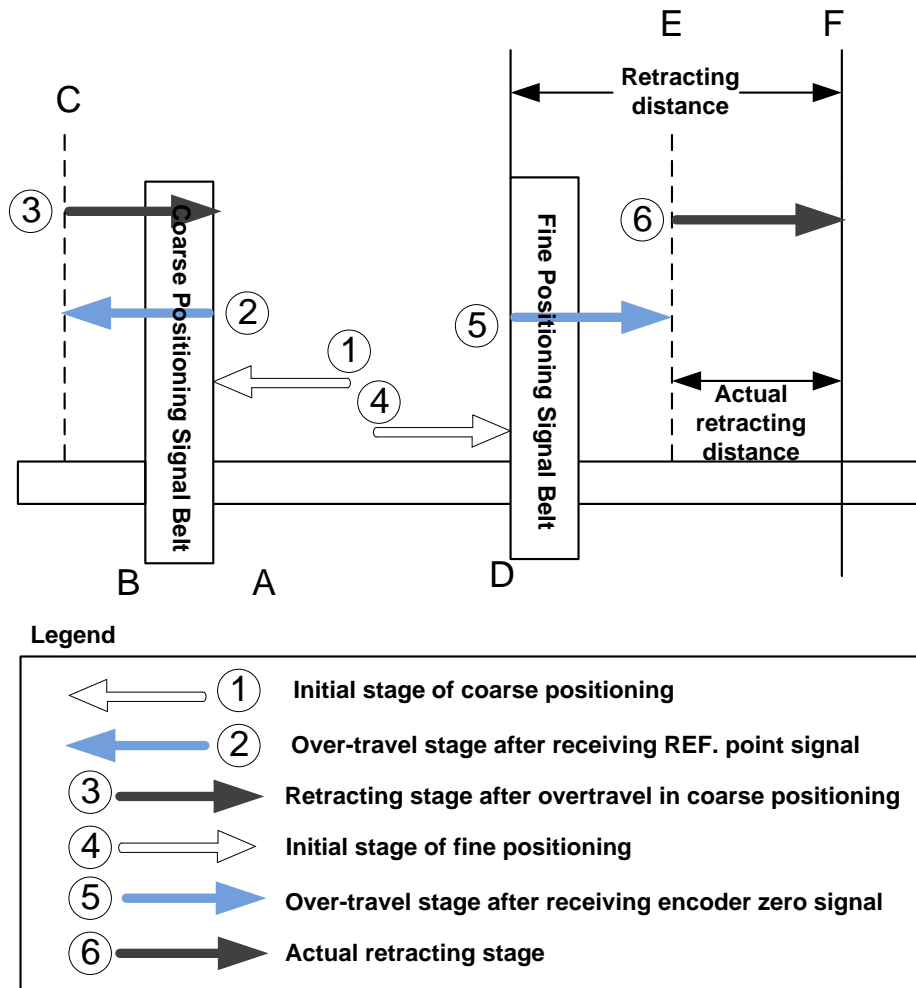 E
F
Retracting
distance
C
3
Coarse Positioning Signal Belt
Fine Positioning Signal Belt
6
2
5
1
4
Actual
retracting
distance
B
A
D
Legend
1 Initial stage of coarse positioning
2 Over-travel stage after receiving REF. point signal
3 Retracting stage after overtravel in coarse positioning
4 Initial stage of fine positioning
5 Over-travel stage after receiving encoder zero signal
6 Actual retracting stage